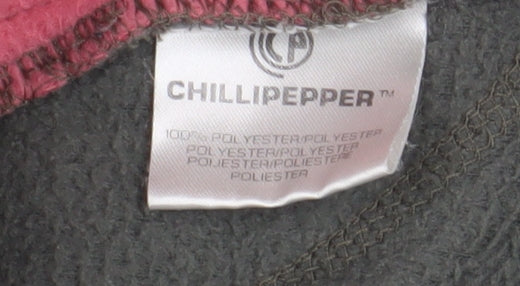 CP
CHILLIPEPPER™
100% POLYESTER/POLYESTER
POLYESTER/POLYESTER
POLIESTER/POLIESTERE
POLIESTER